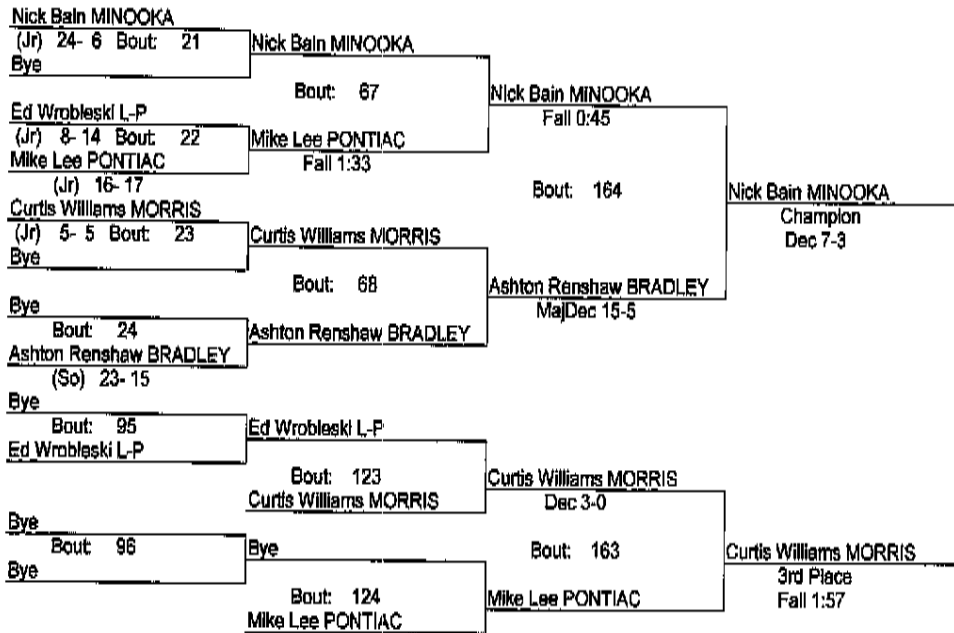 Nick Bain MINOOKA
(Jr) 24- 6 Bout: 21
Bye
Nick Bain MINOOKA
Bout: 67
Ed Wrobleski L-P
(Jr) 8- 14 Bout: 22
Mike Lee PONTIAC
(Jr) 16- 17
Mike Lee PONTIAC
Fall 1:33
Nick Bain MINOOKA
Fall 0:45
Bout: 164
Curtis Williams MORRIS
(Jr) 5- 5 Bout: 23
Bye
Curtis Williams MORRIS
Bout: 68
Bye
Bout: 24
Ashton Renshaw BRADLEY
(So) 23- 15
Ashton Renshaw BRADLEY
Ashton Renshaw BRADLEY
MajDec 15-5
Nick Bain MINOOKA
Champion
Dec 7-3
Bye
Bout: 95
Ed Wrobleski L-P
Ed Wrobleski L-P
Bout: 123
Curtis Williams MORRIS
Curtis Williams MORRIS
Dec 3-0
Bout: 163
Bye
Bout: 96
Bye
Bye
Bout: 124
Mike Lee PONTIAC
Mike Lee PONTIAC
Curtis Williams MORRIS
3rd Place
Fall 1:57